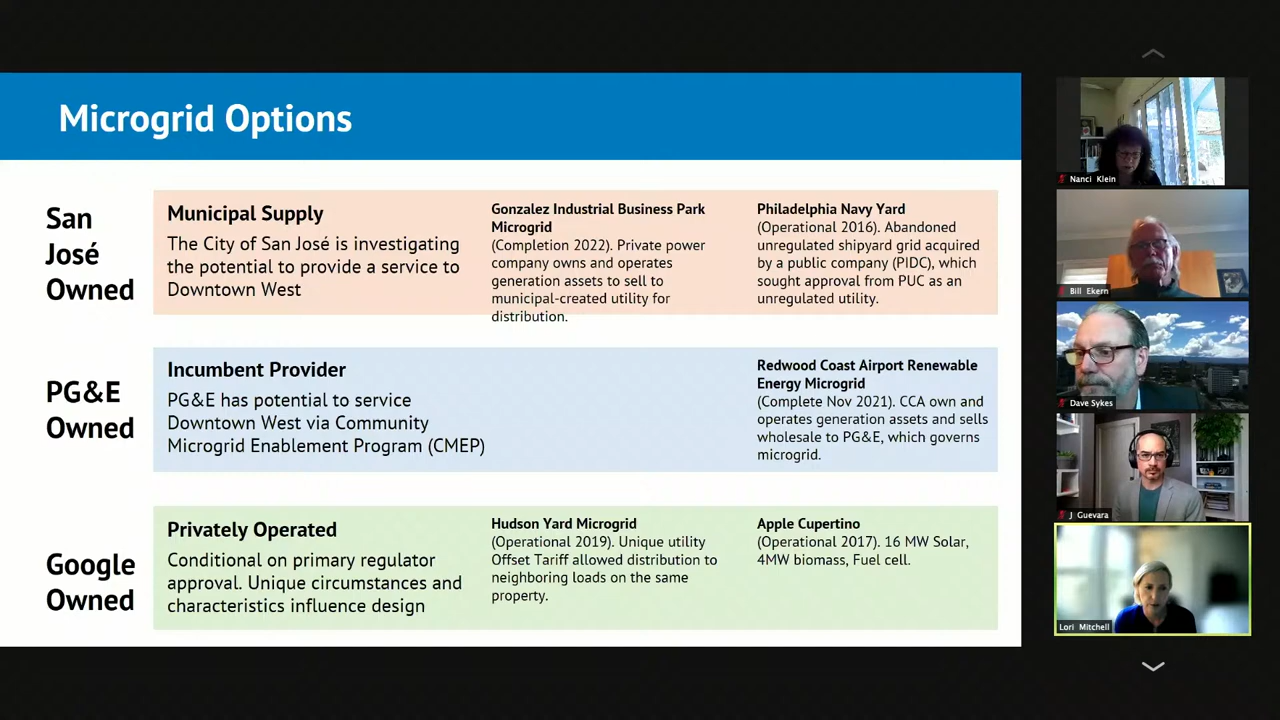 Microgrid Options
San
José
Owned
Municipal Supply
The City of San José is investigating
the potential to provide a service to
Downtown West
Gonzalez Industrial Business Park
Microgrid
(Completion 2022). Private power
company owns and operates
generation assets to sell to
municipal-created utility for
distribution.
Philadelphia Navy Yard
(Operational 2016). Abandoned
unregulated shipyard grid acquired
by a public company (PIDC), which
sought approval from PUC as an
unregulated utility.
PG&E
Owned
Incumbent Provider
PG&E has potential to service
Downtown West via Community
Microgrid Enablement Program (CMEP)
Redwood Coast Airport Renewable
Energy Microgrid
(Complete Nov 2021). CCA own and
operates generation assets and sells
wholesale to PG&E, which governs
microgrid.
Google
Owned
Privately Operated
Conditional on primary regulator
approval. Unique circumstances and
characteristics influence design
Hudson Yard Microgrid
(Operational 2019). Unique utility
Offset Tariff allowed distribution to
neighboring loads on the same
property.
Apple Cupertino
(Operational 2017). 16 MW Solar,
4MW biomass, Fuel cell.
Nanci Klein
Bill Ekern
Dave Sykes
J Guevara
Lori Mitchell